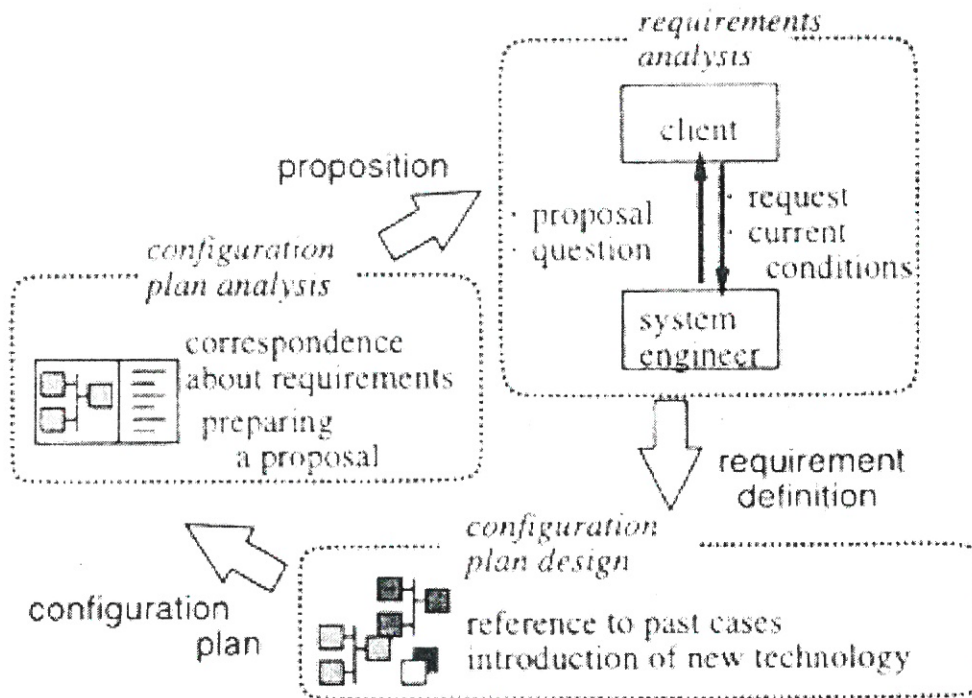 requirements
analysis
client
· proposal
· question
· request
· current
conditions
system
engineer
proposition
configuration
plan analysis
correspondence
about requirements
preparing
a proposal
requirement
definition
configuration
plan design
reference to past cases
introduction of new technology
configuration
plan